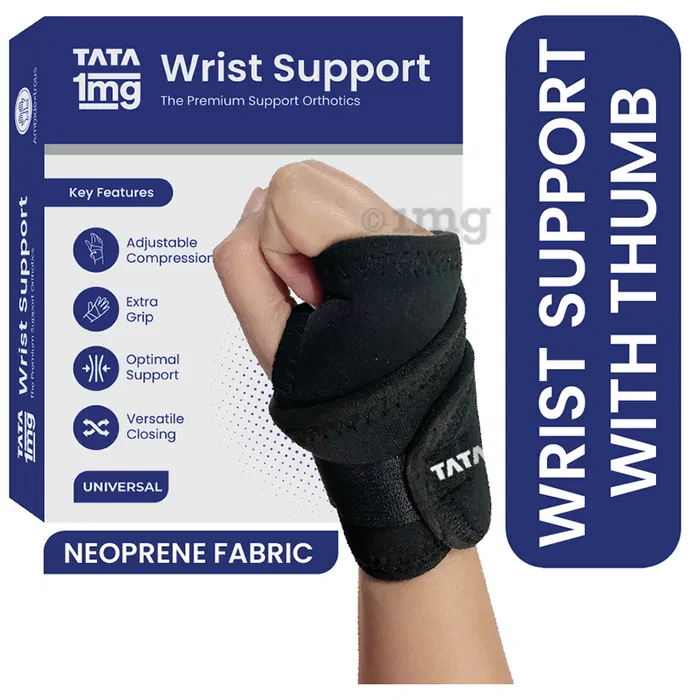 TATA
1mg
Wrist Support
The Premium Support Orthotics
Ambidextrous
Key Features
Adjustable
Compression
Extra
Grip
Optimal
Support
Versatile
Closing
UNIVERSAL
NEOPRENE FABRIC
TATA
1mg
Wrist Support
The Premium Support Orthotics
©1mg
TATA
WRIST SUPPORT
WITH THUMB